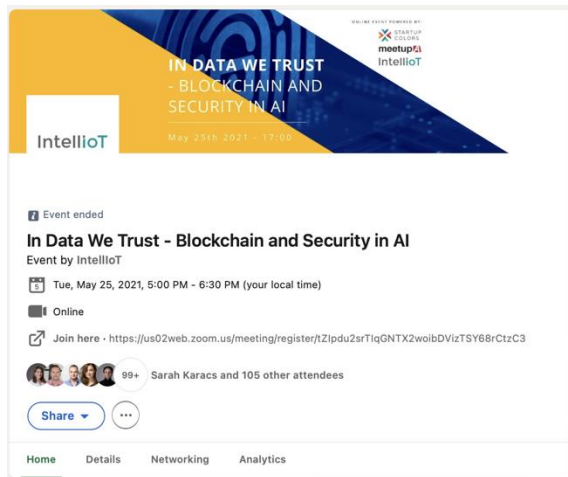 ONLINE EVENT POWERED BY:
STARTUP
COLORS
meetupAI
IntellIoT
IN DATA WE TRUST
- BLOCKCHAIN AND
SECURITY IN AI
May 25th 2021 - 17:00
IntellIoT
Event ended
In Data We Trust - Blockchain and Security in AI
Event by IntellIoT
5 Tue, May 25, 2021, 5:00 PM - 6:30 PM (your local time)
Online
Join here • https://us02web.zoom.us/meeting/register/tZIpdu2srTIqGNTX2woibDVizTSY68rCtzC3
99+ Sarah Karacs and 105 other attendees
Share
Home Details Networking Analytics